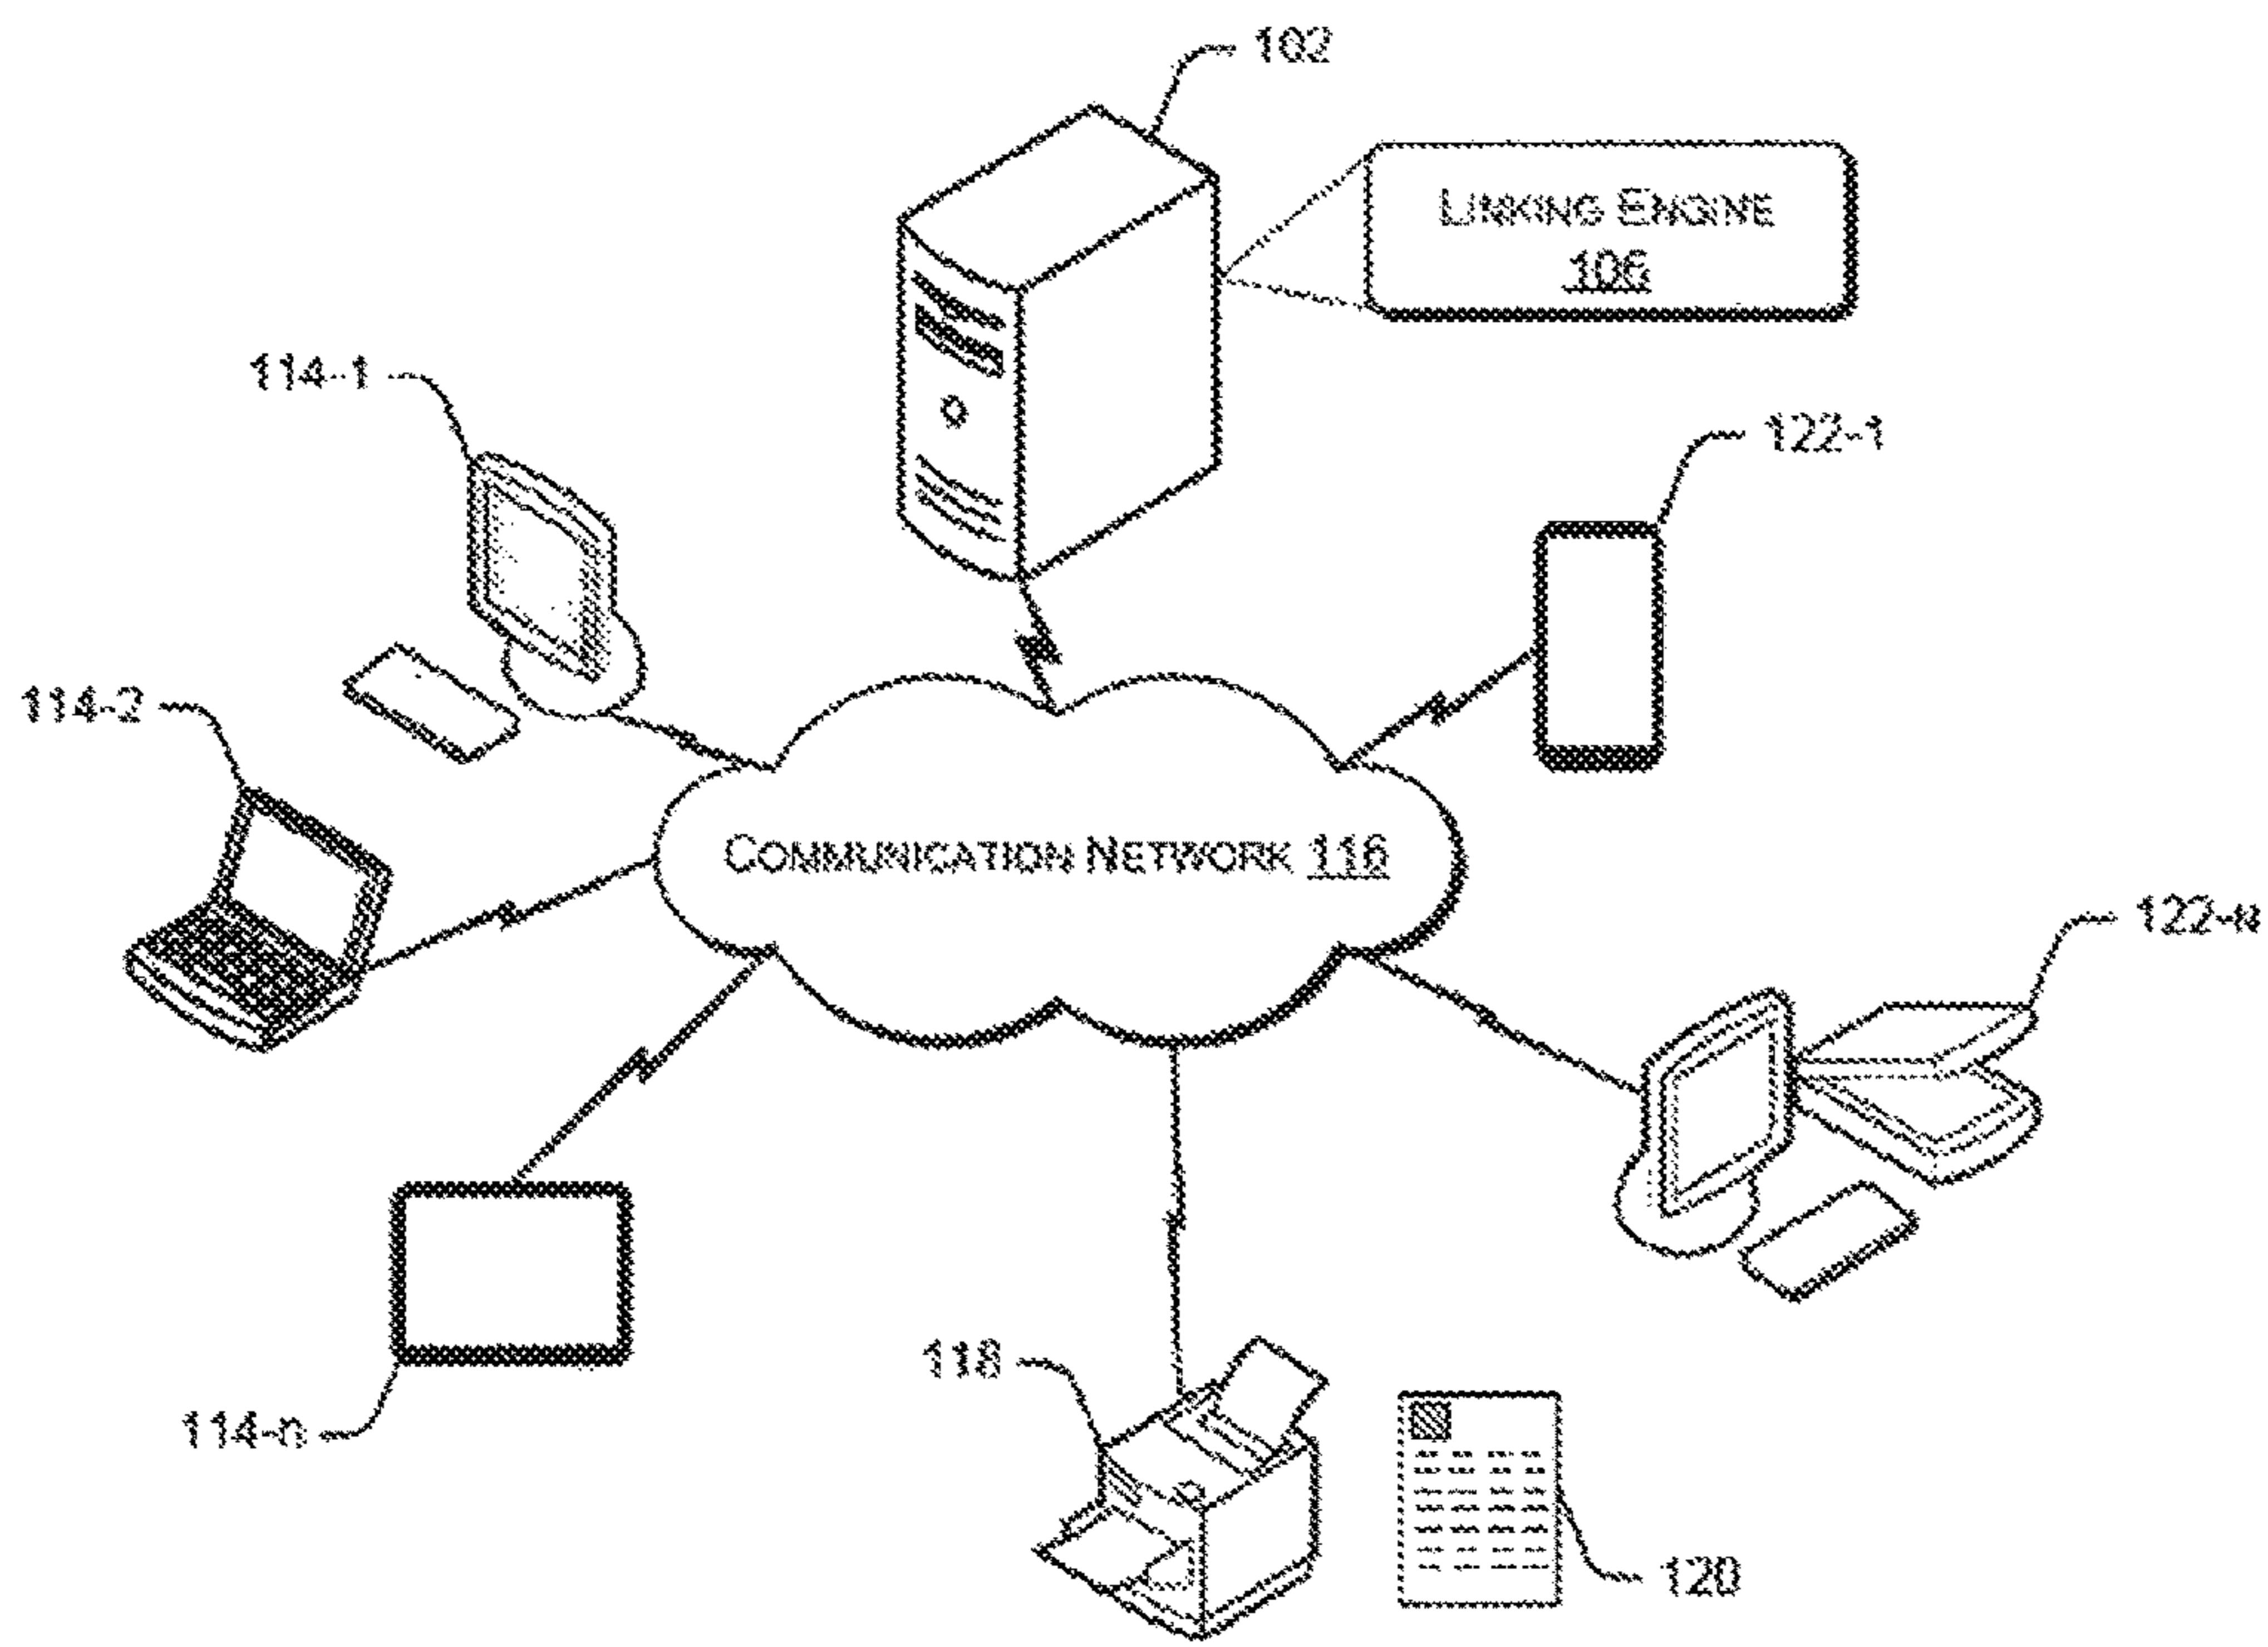 102
LINKING ENGINE
106
114-1
122-1
114-2
COMMUNICATION NETWORK 116
122-n
118
114-n
120